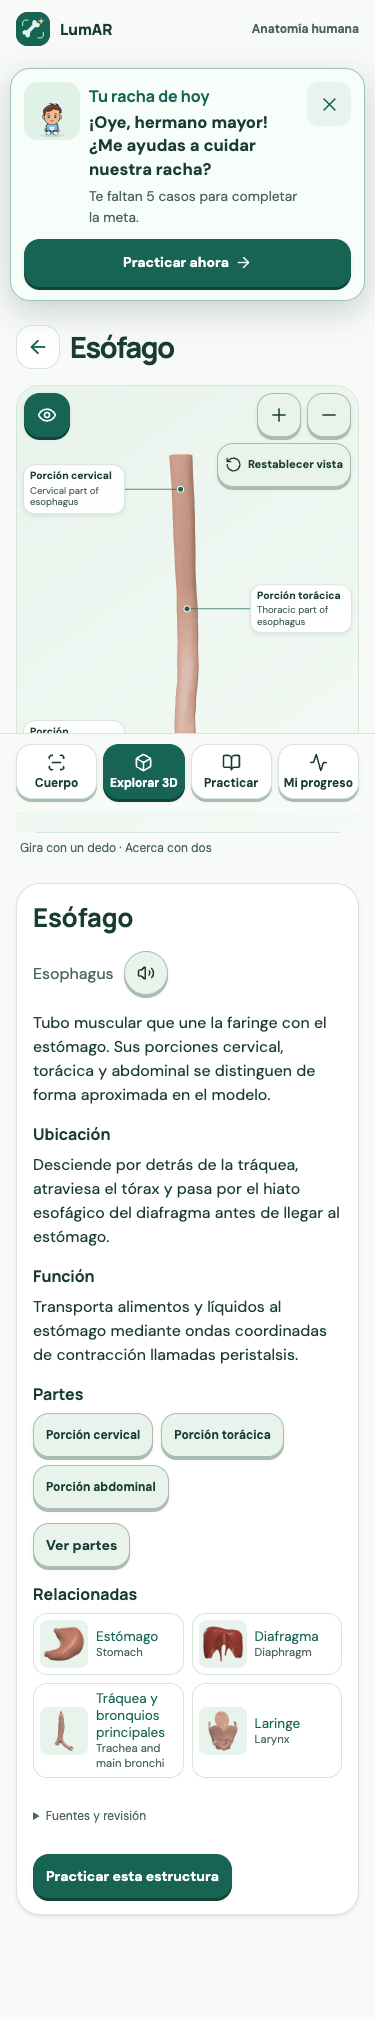 LumAR
Anatomía humana
Tu racha de hoy
¡Oye, hermano mayor!
¿Me ayudas a cuidar
nuestra racha?
Te faltan 5 casos para completar
la meta.
Practicar ahora
Esófago
Restablecer vista
Porción cervical
Cervical part of
esophagus
Porción torácica
Thoracic part of
esophagus
Porción
Cuerpo
Explorar 3D
Practicar
Mi progreso
Gira con un dedo · Acerca con dos
Esófago
Esophagus
Tubo muscular que une la faringe con el
estómago. Sus porciones cervical,
torácica y abdominal se distinguen de
forma aproximada en el modelo.
Ubicación
Desciende por detrás de la tráquea,
atraviesa el tórax y pasa por el hiato
esofágico del diafragma antes de llegar al
estómago.
Función
Transporta alimentos y líquidos al
estómago mediante ondas coordinadas
de contracción llamadas peristalsis.
Partes
Porción cervical
Porción torácica
Porción abdominal
Ver partes
Relacionadas
Estómago
Stomach
Diafragma
Diaphragm
Tráquea y
bronquios
principales
Trachea and
main bronchi
Laringe
Larynx
Fuentes y revisión
Practicar esta estructura